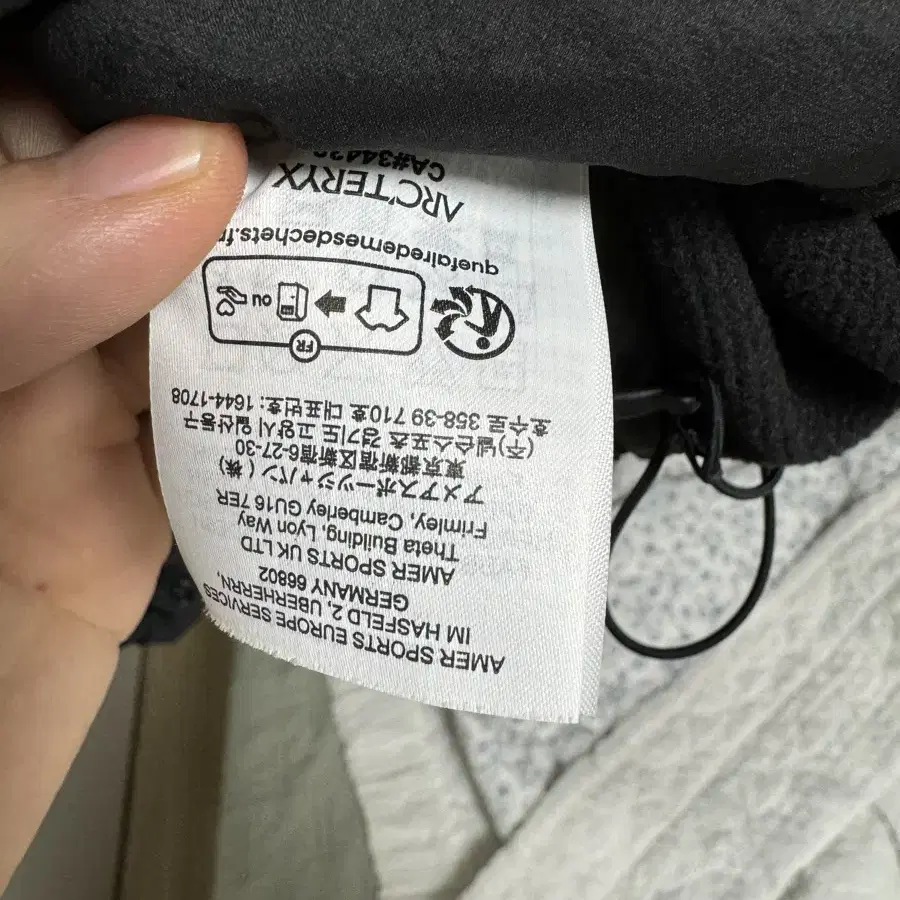 AMER SPORTS EUROPE SERVICES
IM HASFELD 2, UBERHERRN,
GERMANY 66802
AMER SPORTS UK LTD
Theta Building, Lyon Way
Frimley, Camberley GU16 7ER
アメアスポーツジャパン (株)
東京都新宿区新宿6-27-30
(주)넬슨스포츠 경기도 고양시 일산동구
호수로 358-39 710호 대표번호: 1644-1708
FR
ou
quefairedemesdechets.fr
ARC'TERYX